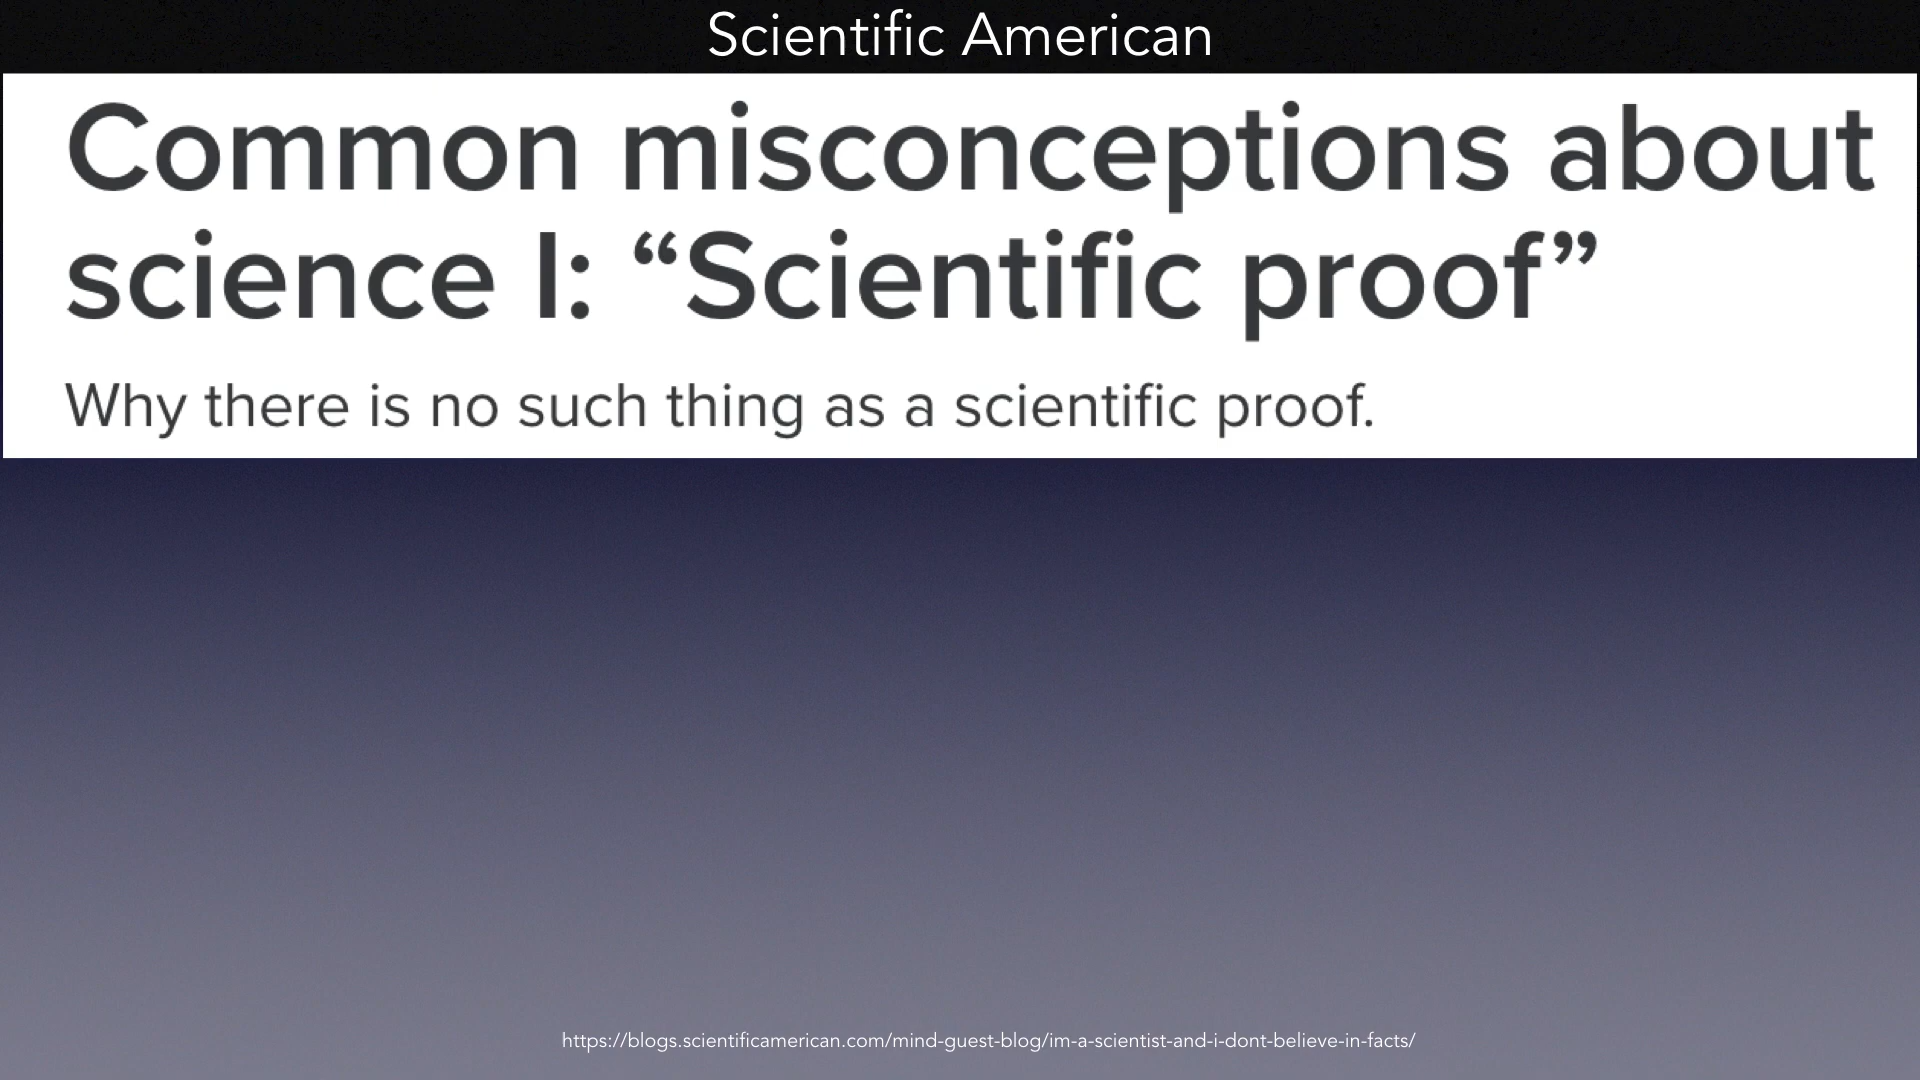 Scientific American
Common misconceptions about
science I: “Scientific proof”
Why there is no such thing as a scientific proof.
https://blogs.scientificamerican.com/mind-guest-blog/im-a-scientist-and-i-dont-believe-in-facts/